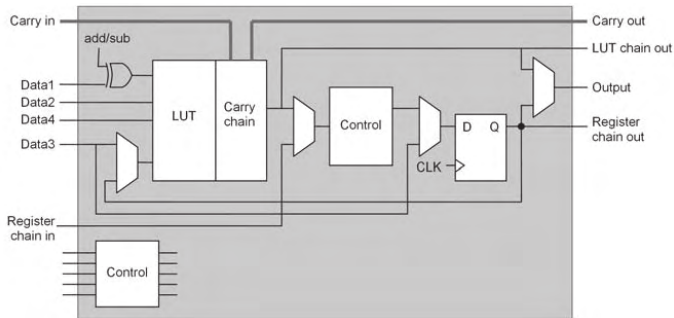 Carry in
Carry out
add/sub
LUT chain out
Data1
Output
Data2
LUT
Carry
chain
Control
D
Q
Data4
Register
chain out
Data3
CLK
Register
chain in
Control